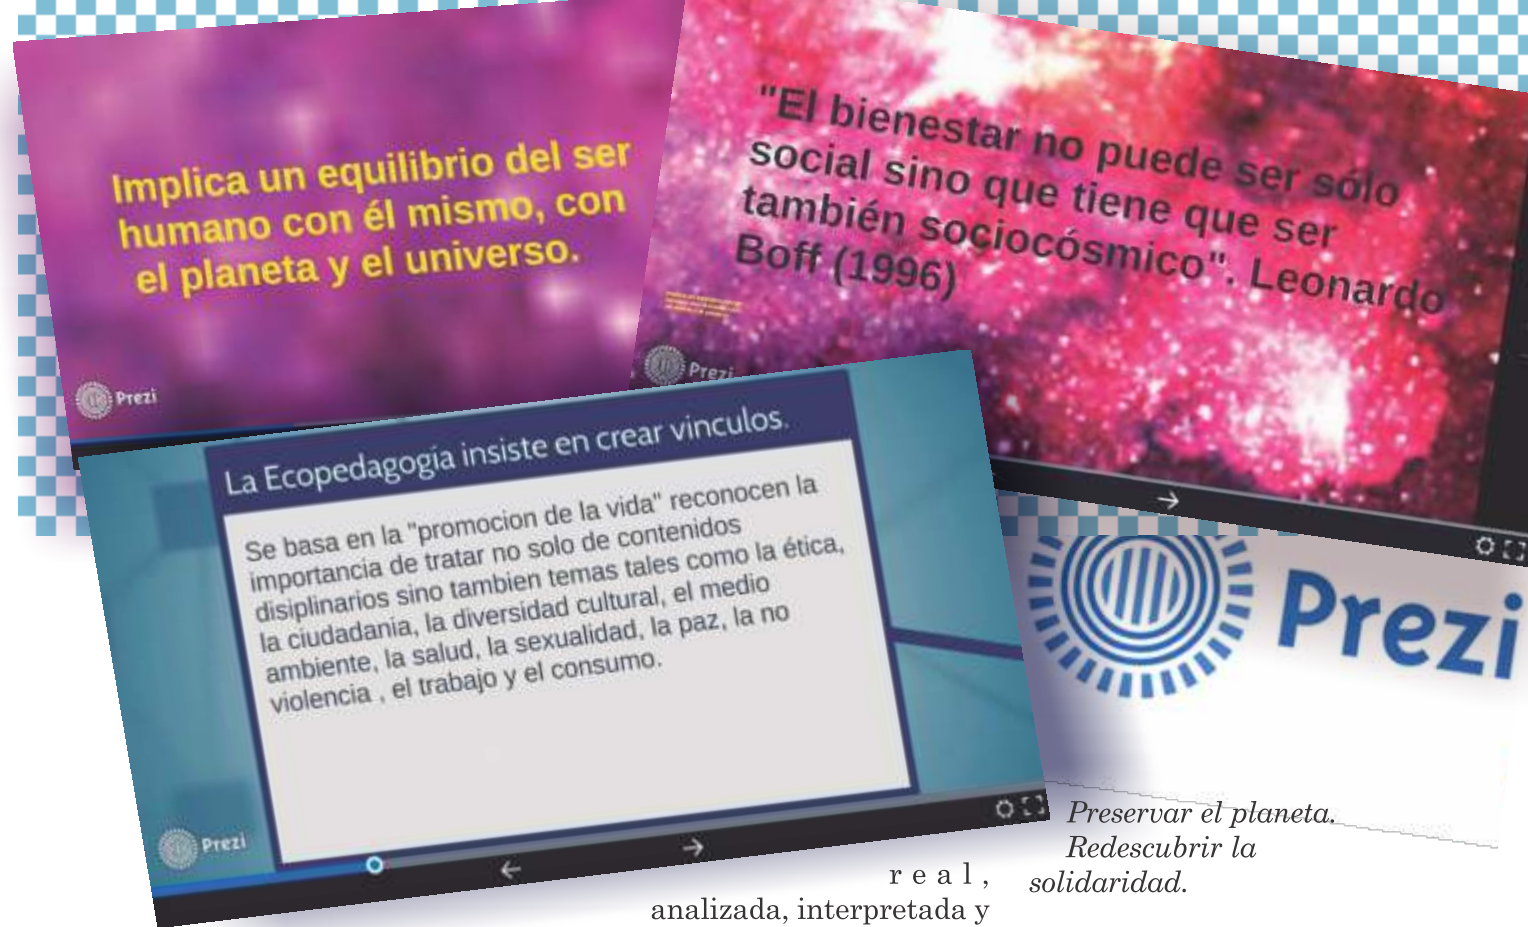 Implica un equilibrio del ser
humano con él mismo, con
el planeta y el universo.
Prezi
"El bienestar no puede ser sólo
social sino que tiene que ser
también sociocósmico". Leonardo
Boff (1996)
Prezi
La Ecopedagogía insiste en crear vinculos.
Se basa en la "promocion de la vida" reconocen la
importancia de tratar no solo de contenidos
disiplinarios sino tambien temas tales como la ética,
la ciudadania, la diversidad cultural, el medio
ambiente, la salud, la sexualidad, la paz, la no
violencia , el trabajo y el consumo.
Prezi
Prezi
Preservar el planeta.
Redescubrir la
solidaridad.
real,
analizada, interpretada y